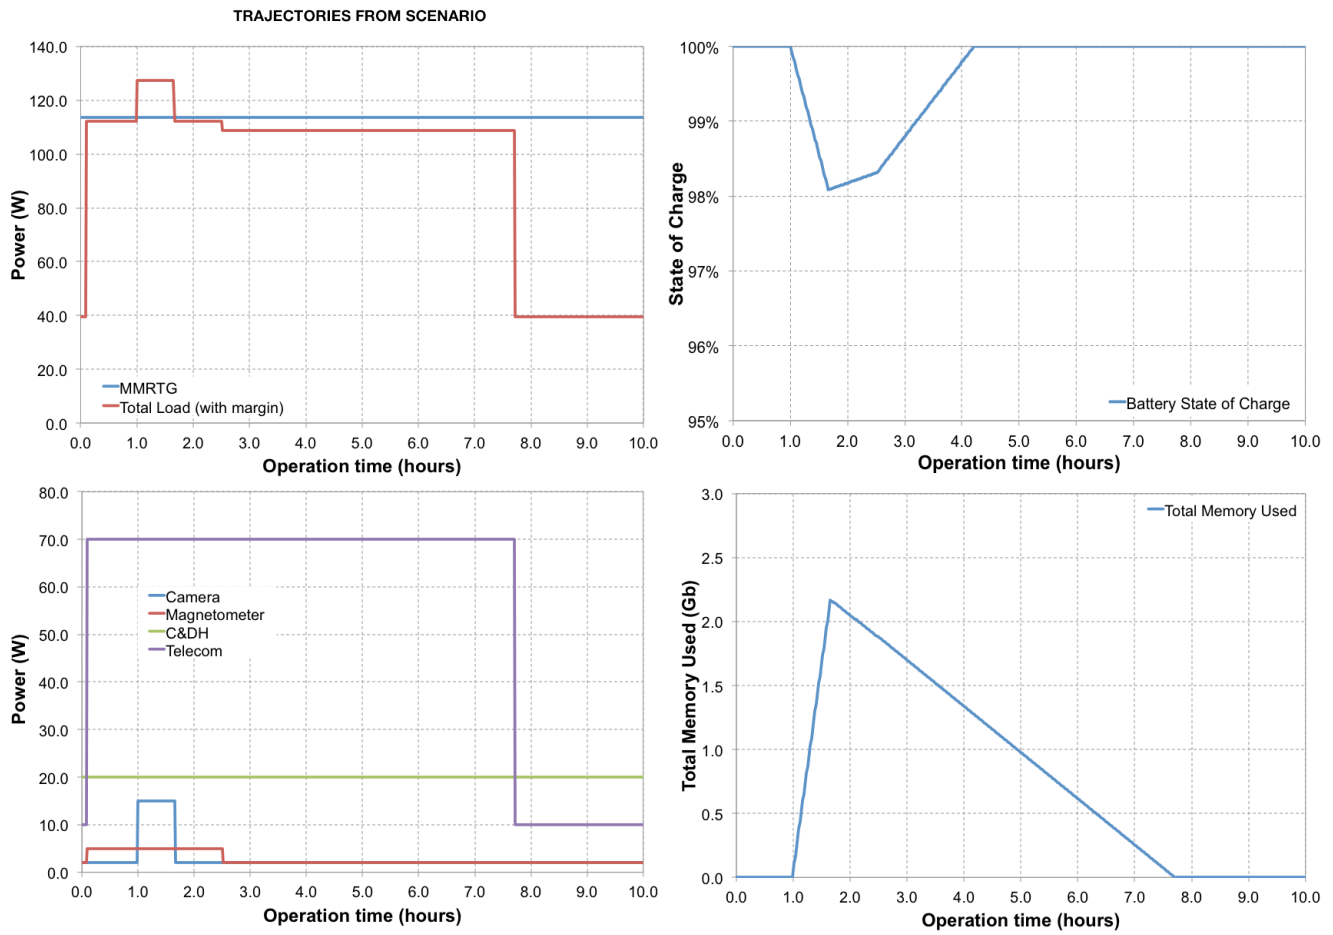 TRAJECTORIES FROM SCENARIO
140.0
120.0
100.0
80.0
60.0
40.0
20.0
0.0
Power (W)
MMRTG
Total Load (with margin)
0.0 1.0 2.0 3.0 4.0 5.0 6.0 7.0 8.0 9.0 10.0
Operation time (hours)
100%
99%
98%
97%
96%
95%
State of Charge
Battery State of Charge
0.0 1.0 2.0 3.0 4.0 5.0 6.0 7.0 8.0 9.0 10.0
Operation time (hours)
80.0
70.0
60.0
50.0
40.0
30.0
20.0
10.0
0.0
Power (W)
Camera
Magnetometer
C&DH
Telecom
0.0 1.0 2.0 3.0 4.0 5.0 6.0 7.0 8.0 9.0 10.0
Operation time (hours)
3.0
2.5
2.0
1.5
1.0
0.5
0.0
Total Memory Used (Gb)
Total Memory Used
0.0 1.0 2.0 3.0 4.0 5.0 6.0 7.0 8.0 9.0 10.0
Operation time (hours)